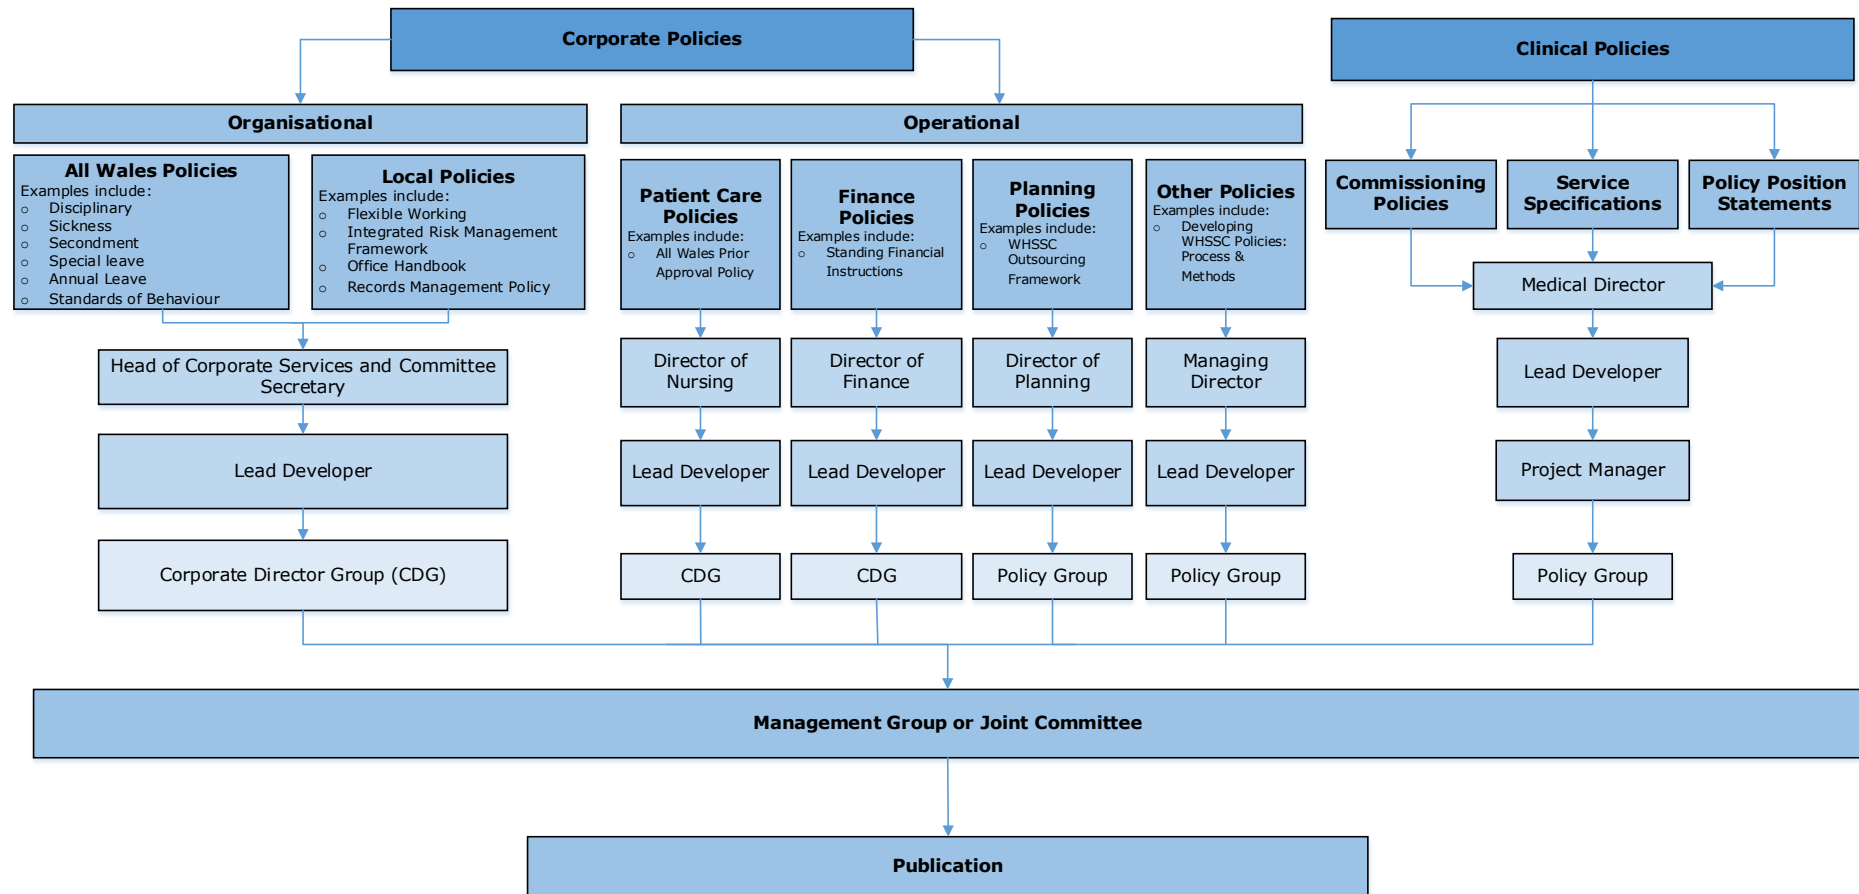 Corporate Policies
Clinical Policies
Organisational
Operational
All Wales Policies
Examples include:
o Disciplinary
o Sickness
o Secondment
o Special leave
o Annual Leave
o Standards of Behaviour
Local Policies
Examples include:
o Flexible Working
o Integrated Risk Management
Framework
o Office Handbook
o Records Management Policy
Patient Care
Policies
Examples include:
o All Wales Prior
Approval Policy
Finance
Policies
Examples include:
o Standing Financial
Instructions
Planning
Policies
Examples include:
o WHSSC
Outsourcing
Framework
Other Policies
Examples include:
o Developing
WHSSC Policies:
Process &
Methods
Commissioning
Policies
Service
Specifications
Policy Position
Statements
Medical Director
Head of Corporate Services and Committee
Secretary
Director of
Nursing
Director of
Finance
Director of
Planning
Managing
Director
Lead Developer
Lead Developer
Lead Developer
Lead Developer
Lead Developer
Lead Developer
Project Manager
Corporate Director Group (CDG)
CDG
CDG
Policy Group
Policy Group
Policy Group
Management Group or Joint Committee
Publication